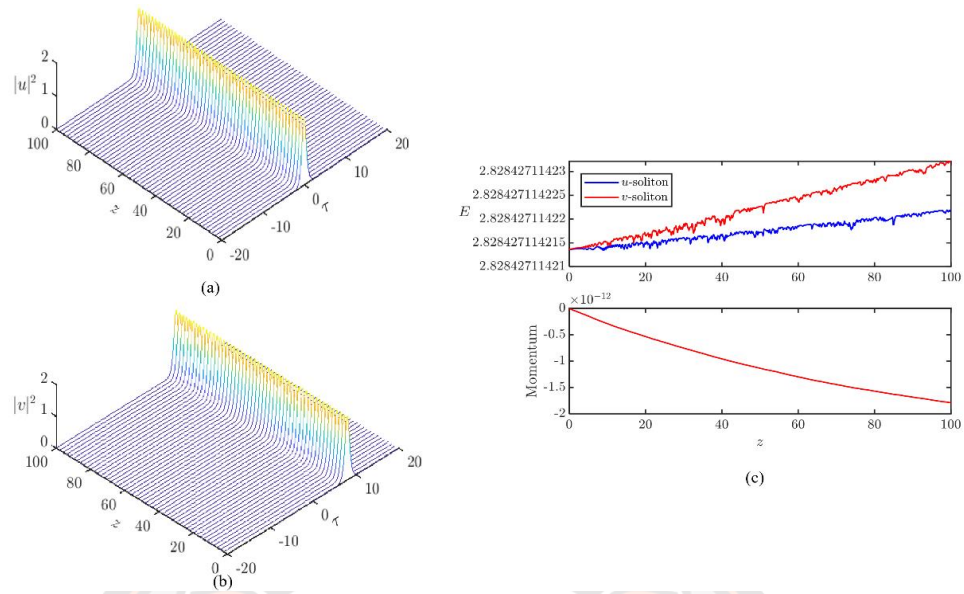 2
|u|²
1
0
100
80
60
z
40
20
0
-20
-10
0
τ
10
20
(a)
2
|v|²
1
0
100
80
60
z
40
20
0
-20
-10
0
τ
10
20
(b)
2.82842711423
2.828427114225
E
2.82842711422
2.828427114215
2.82842711421
u-soliton
v-soliton
0 20 40 60 80 100
×10⁻¹²
0
-0.5
Momentum
-1
-1.5
-2
0 20 40 60 80 100
z
(c)